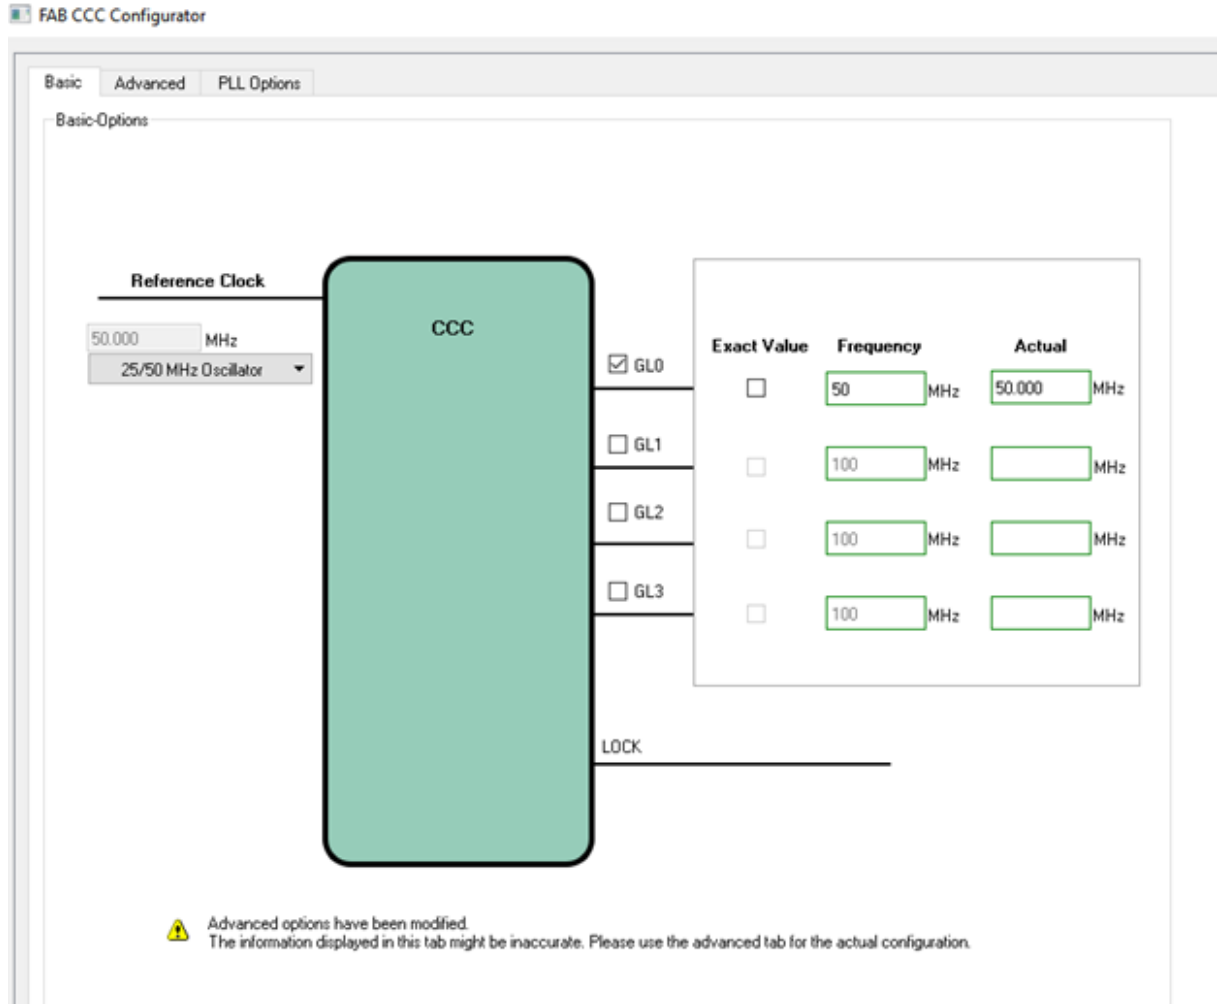 FAB CCC Configurator
Basic Advanced PLL Options
Basic-Options
Reference Clock
50.000 MHz
25/50 MHz Oscillator
CCC
Exact Value Frequency Actual
GL0 50 MHz 50.000 MHz
GL1 100 MHz MHz
GL2 100 MHz MHz
GL3 100 MHz MHz
LOCK
Advanced options have been modified.
The information displayed in this tab might be inaccurate. Please use the advanced tab for the actual configuration.